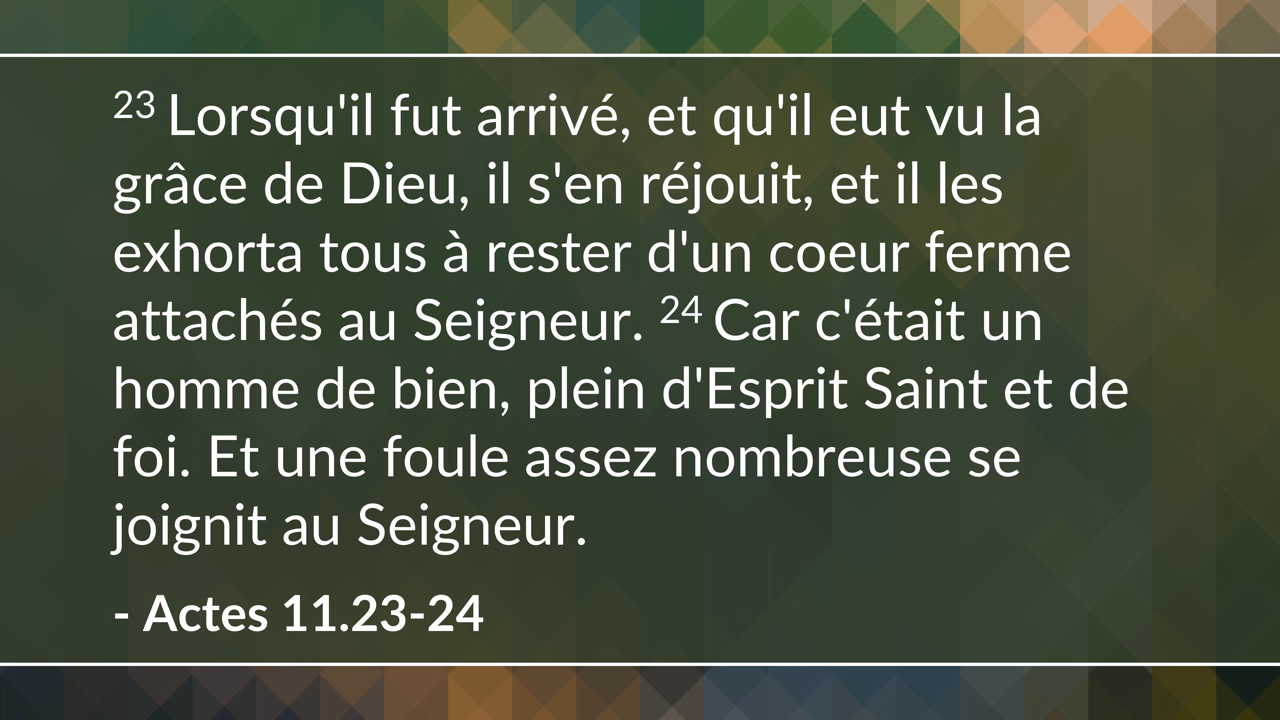 23 Lorsqu'il fut arrivé, et qu'il eut vu la
grâce de Dieu, il s'en réjouit, et il les
exhorta tous à rester d'un coeur ferme
attachés au Seigneur. 24 Car c'était un
homme de bien, plein d'Esprit Saint et de
foi. Et une foule assez nombreuse se
joignit au Seigneur.
- Actes 11.23-24